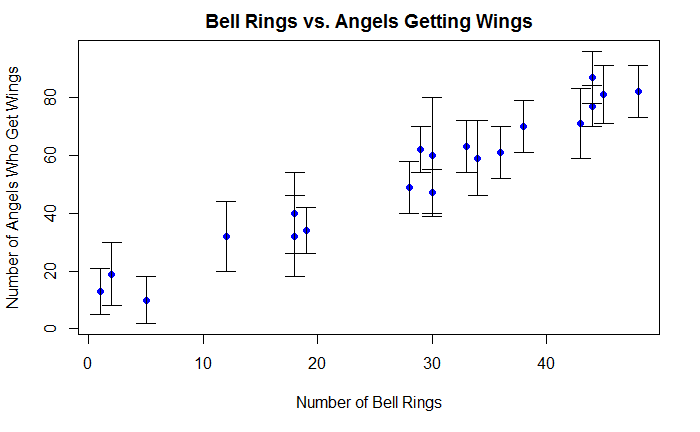 Bell Rings vs. Angels Getting Wings
Number of Angels Who Get Wings
80
60
40
20
0
0 10 20 30 40
Number of Bell Rings